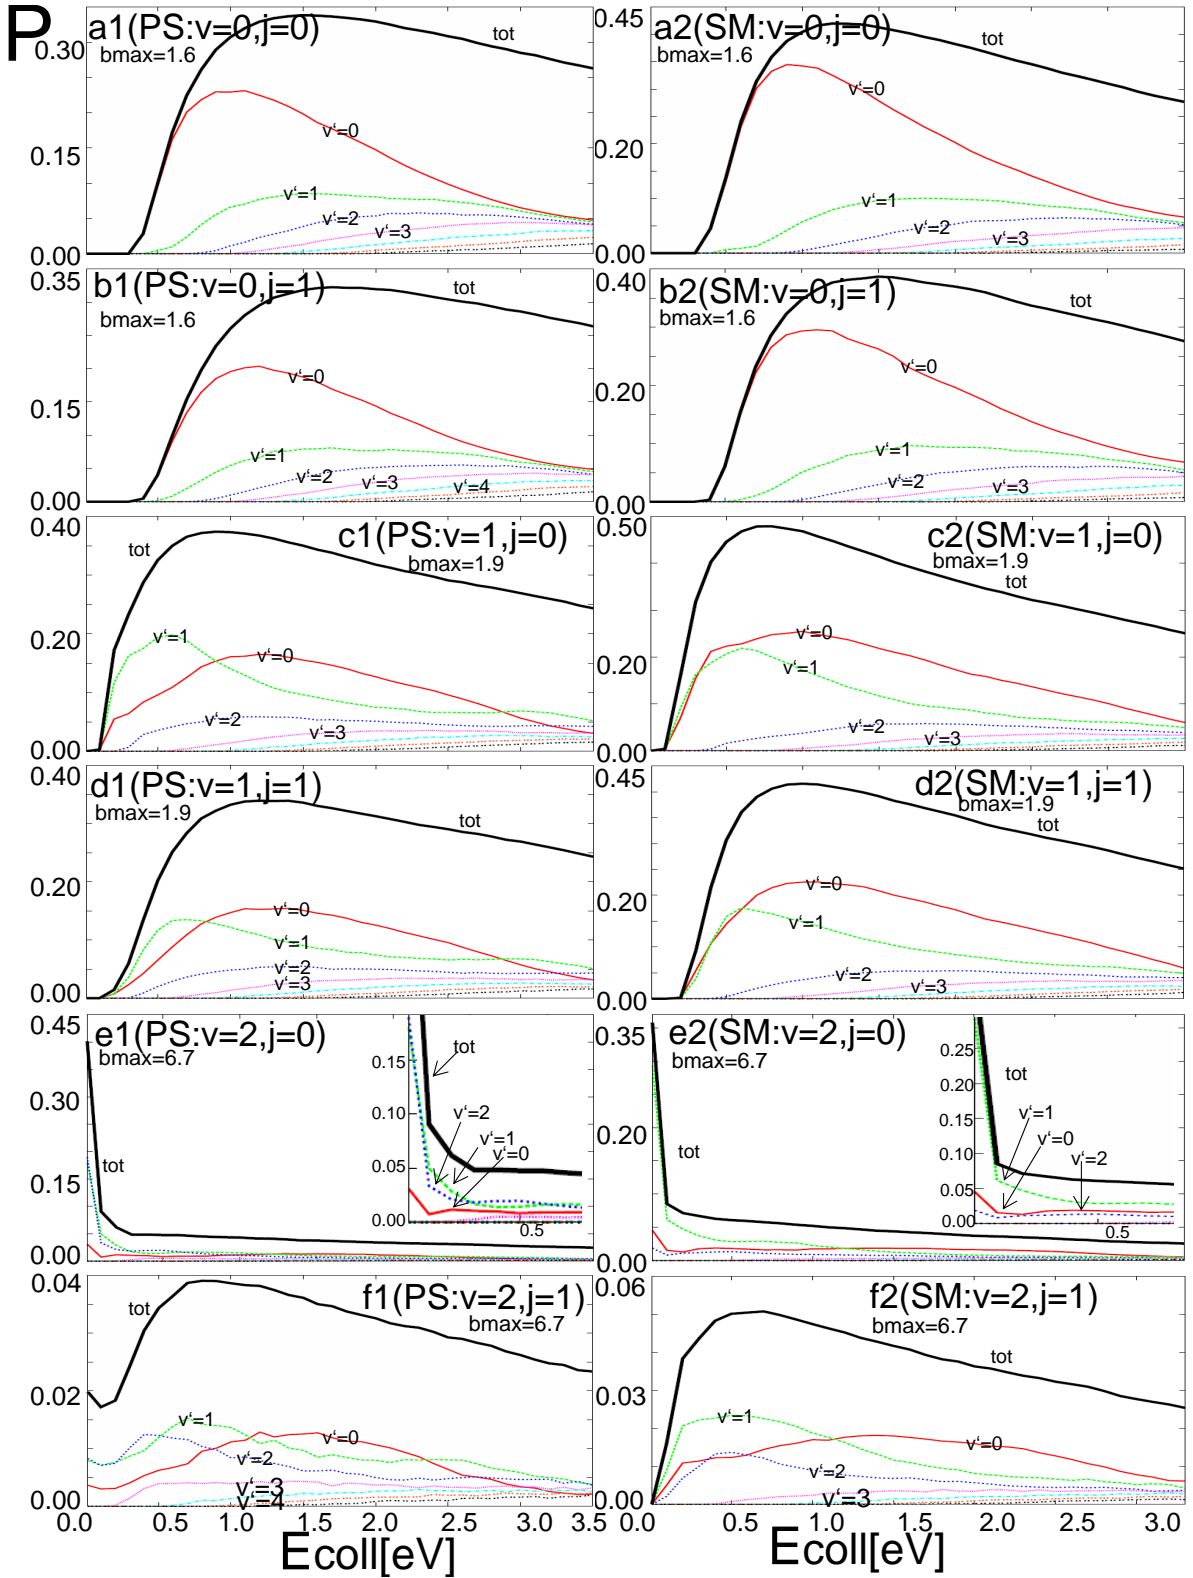 P
a1(PS:v=0,j=0)
bmax=1.6
tot
v'=0
v'=1
v'=2
v'=3
0.30
0.15
0.00
a2(SM:v=0,j=0)
bmax=1.6
tot
v'=0
v'=1
v'=2
v'=3
0.45
0.20
0.00
b1(PS:v=0,j=1)
bmax=1.6
tot
v'=0
v'=1
v'=2
v'=3
v'=4
0.35
0.15
0.00
b2(SM:v=0,j=1)
bmax=1.6
tot
v'=0
v'=1
v'=2
v'=3
0.40
0.20
0.00
c1(PS:v=1,j=0)
bmax=1.9
tot
v'=1
v'=0
v'=2
v'=3
0.40
0.20
0.00
c2(SM:v=1,j=0)
bmax=1.9
tot
v'=0
v'=1
v'=2
v'=3
0.50
0.20
0.00
d1(PS:v=1,j=1)
bmax=1.9
tot
v'=0
v'=1
v'=2
v'=3
0.40
0.20
0.00
d2(SM:v=1,j=1)
bmax=1.9
tot
v'=0
v'=1
v'=2
v'=3
0.45
0.20
0.00
e1(PS:v=2,j=0)
bmax=6.7
tot
0.45
0.30
0.15
0.00
tot
v'=2
v'=1
v'=0
0.15
0.10
0.05
0.00
0.5
e2(SM:v=2,j=0)
bmax=6.7
tot
0.35
0.20
0.00
tot
v'=1
v'=0
v'=2
0.25
0.20
0.15
0.10
0.05
0.00
0.5
f1(PS:v=2,j=1)
bmax=6.7
tot
v'=1
v'=0
v'=2
v'=3
v'=4
0.04
0.02
0.00
f2(SM:v=2,j=1)
bmax=6.7
tot
v'=1
v'=0
v'=2
v'=3
0.06
0.03
0.00
0.0 0.5 1.0 1.5 2.0 2.5 3.0 3.5
0.0 0.5 1.0 1.5 2.0 2.5 3.0
Ecoll[eV]
Ecoll[eV]